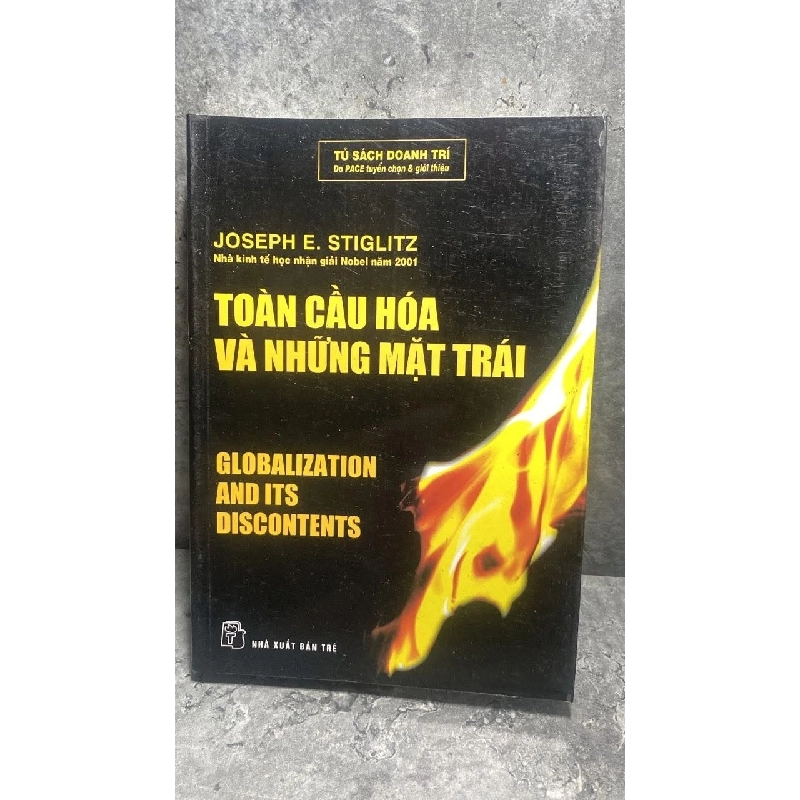 TỦ SÁCH DOANH TRÍ
Do PACE tuyển chọn & giới thiệu
JOSEPH E. STIGLITZ
Nhà kinh tế học nhận giải Nobel năm 2001
TOÀN CẦU HÓA
VÀ NHỮNG MẶT TRÁI
GLOBALIZATION
AND ITS
DISCONTENTS
T
NHÀ XUẤT BẢN TRẺ